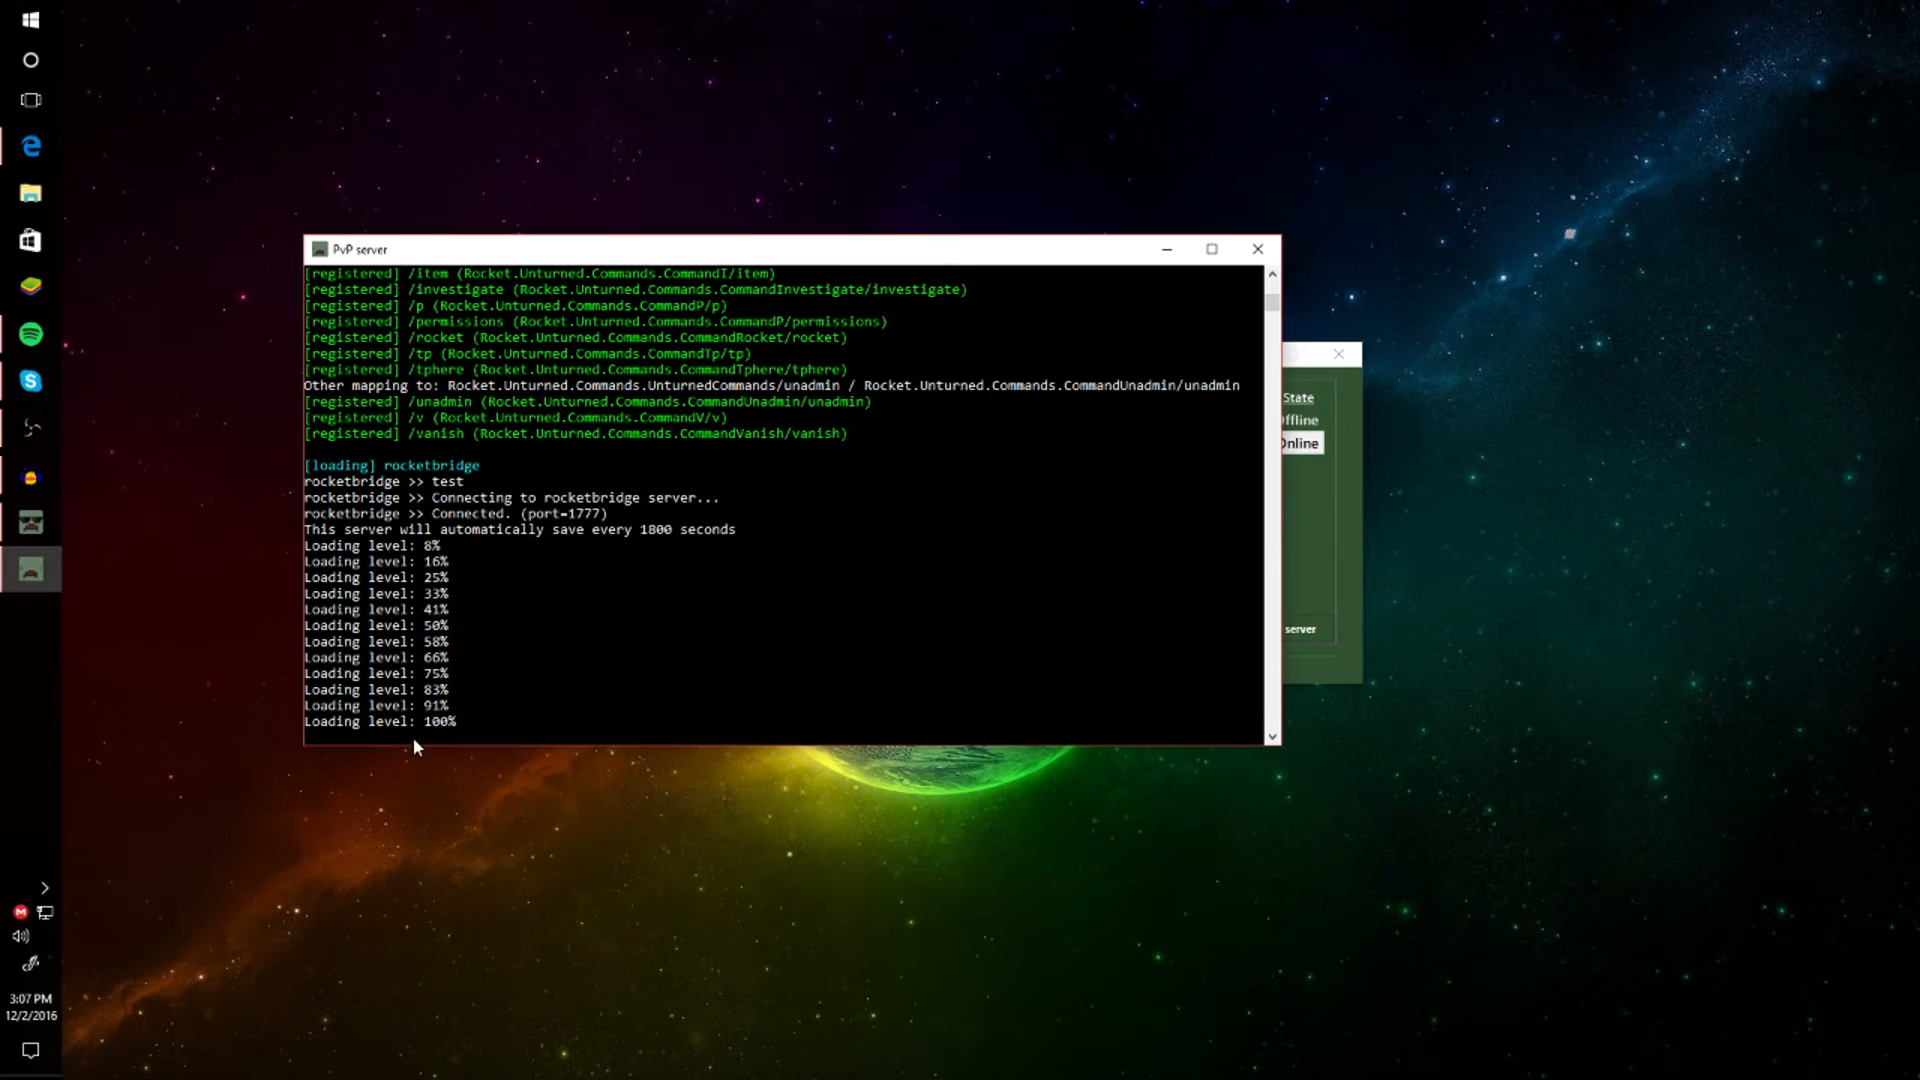 PvP server
[registered] /item (Rocket.Unturned.Commands.CommandI/item)
[registered] /investigate (Rocket.Unturned.Commands.CommandInvestigate/investigate)
[registered] /p (Rocket.Unturned.Commands.CommandP/p)
[registered] /permissions (Rocket.Unturned.Commands.CommandP/permissions)
[registered] /rocket (Rocket.Unturned.Commands.CommandRocket/rocket)
[registered] /tp (Rocket.Unturned.Commands.CommandTp/tp)
[registered] /tphere (Rocket.Unturned.Commands.CommandTphere/tphere)
Other mapping to: Rocket.Unturned.Commands.UnturnedCommands/unadmin / Rocket.Unturned.Commands.CommandUnadmin/unadmin
[registered] /unadmin (Rocket.Unturned.Commands.CommandUnadmin/unadmin)
[registered] /v (Rocket.Unturned.Commands.CommandV/v)
[registered] /vanish (Rocket.Unturned.Commands.CommandVanish/vanish)
[loading] rocketbridge
rocketbridge >> test
rocketbridge >> Connecting to rocketbridge server...
rocketbridge >> Connected. (port=1777)
This server will automatically save every 1800 seconds
Loading level: 8%
Loading level: 16%
Loading level: 25%
Loading level: 33%
Loading level: 41%
Loading level: 50%
Loading level: 58%
Loading level: 66%
Loading level: 75%
Loading level: 83%
Loading level: 91%
Loading level: 100%
State
ffline
Online
server
3:07 PM
12/2/2016